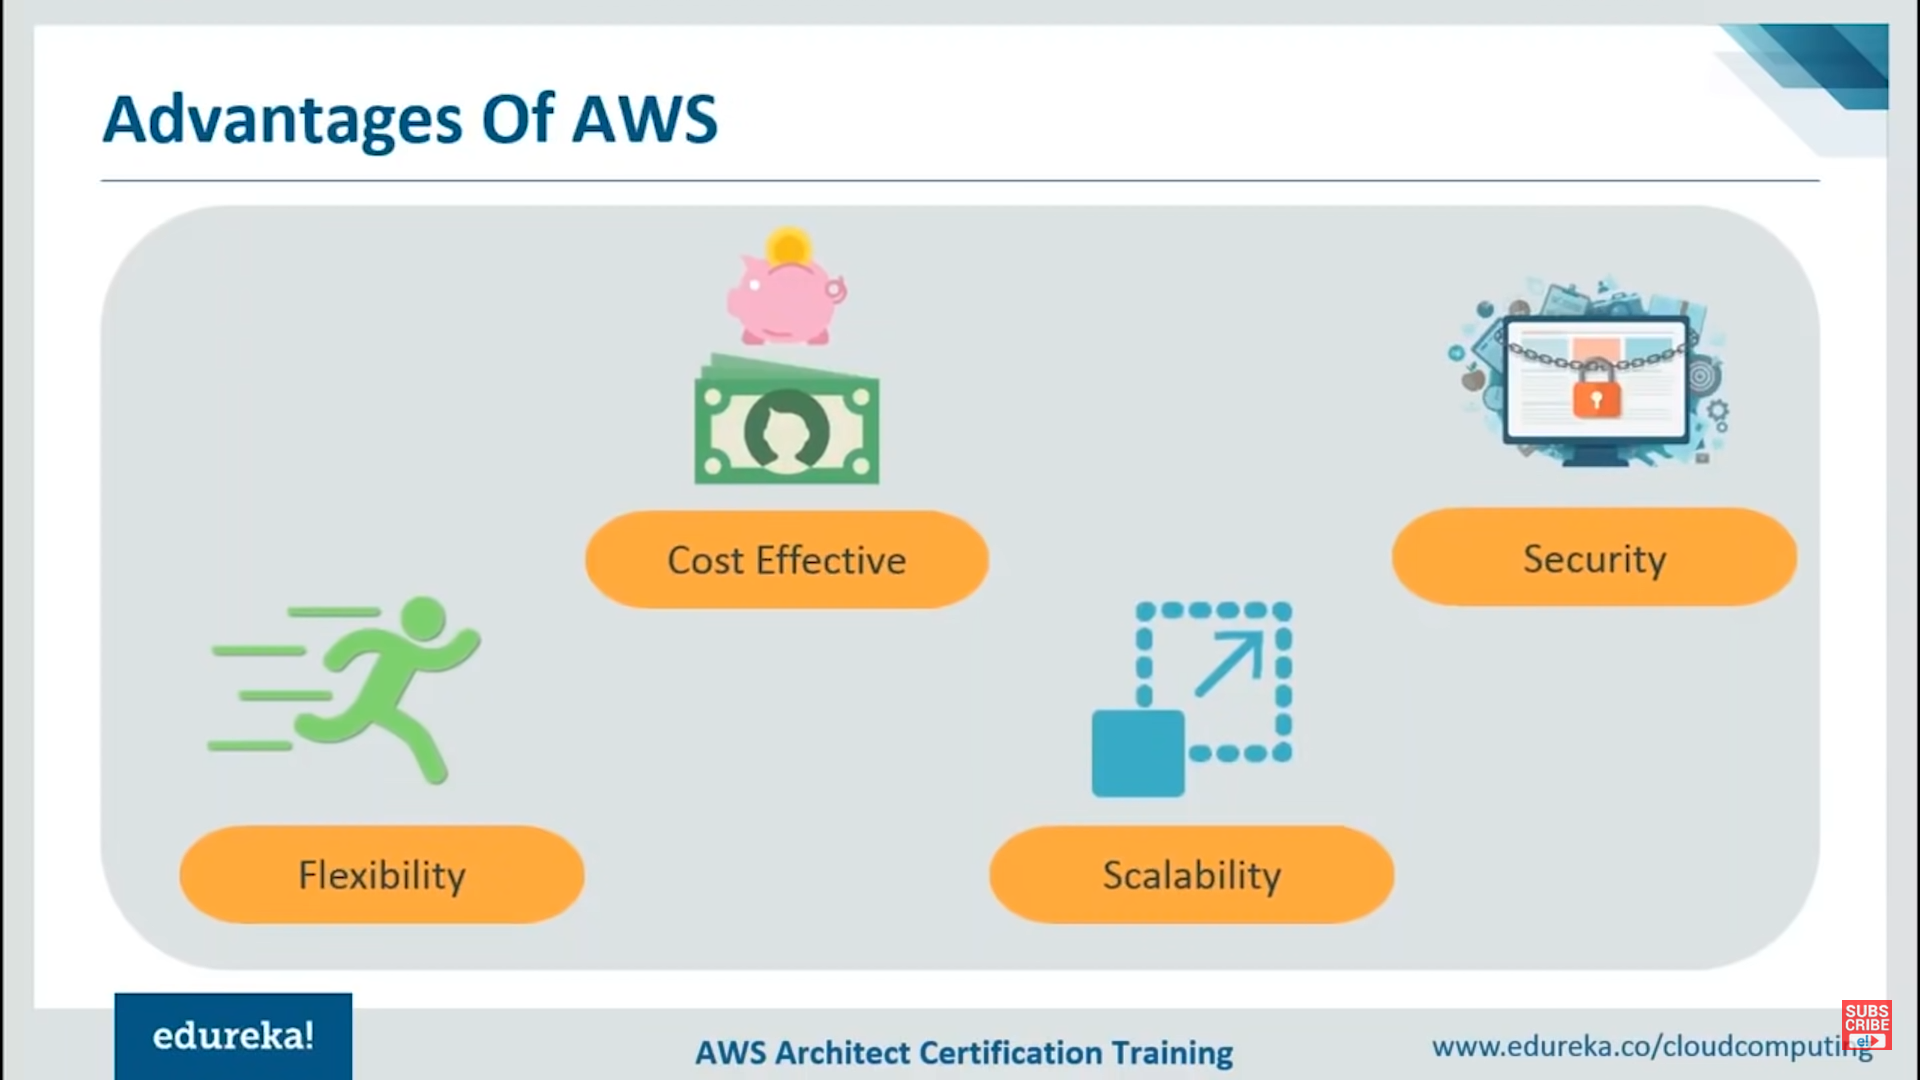 Advantages Of AWS
Cost Effective
Security
Flexibility
Scalability
edureka!
AWS Architect Certification Training
www.edureka.co/cloudcomputing
SUBS
CRIBE
e!